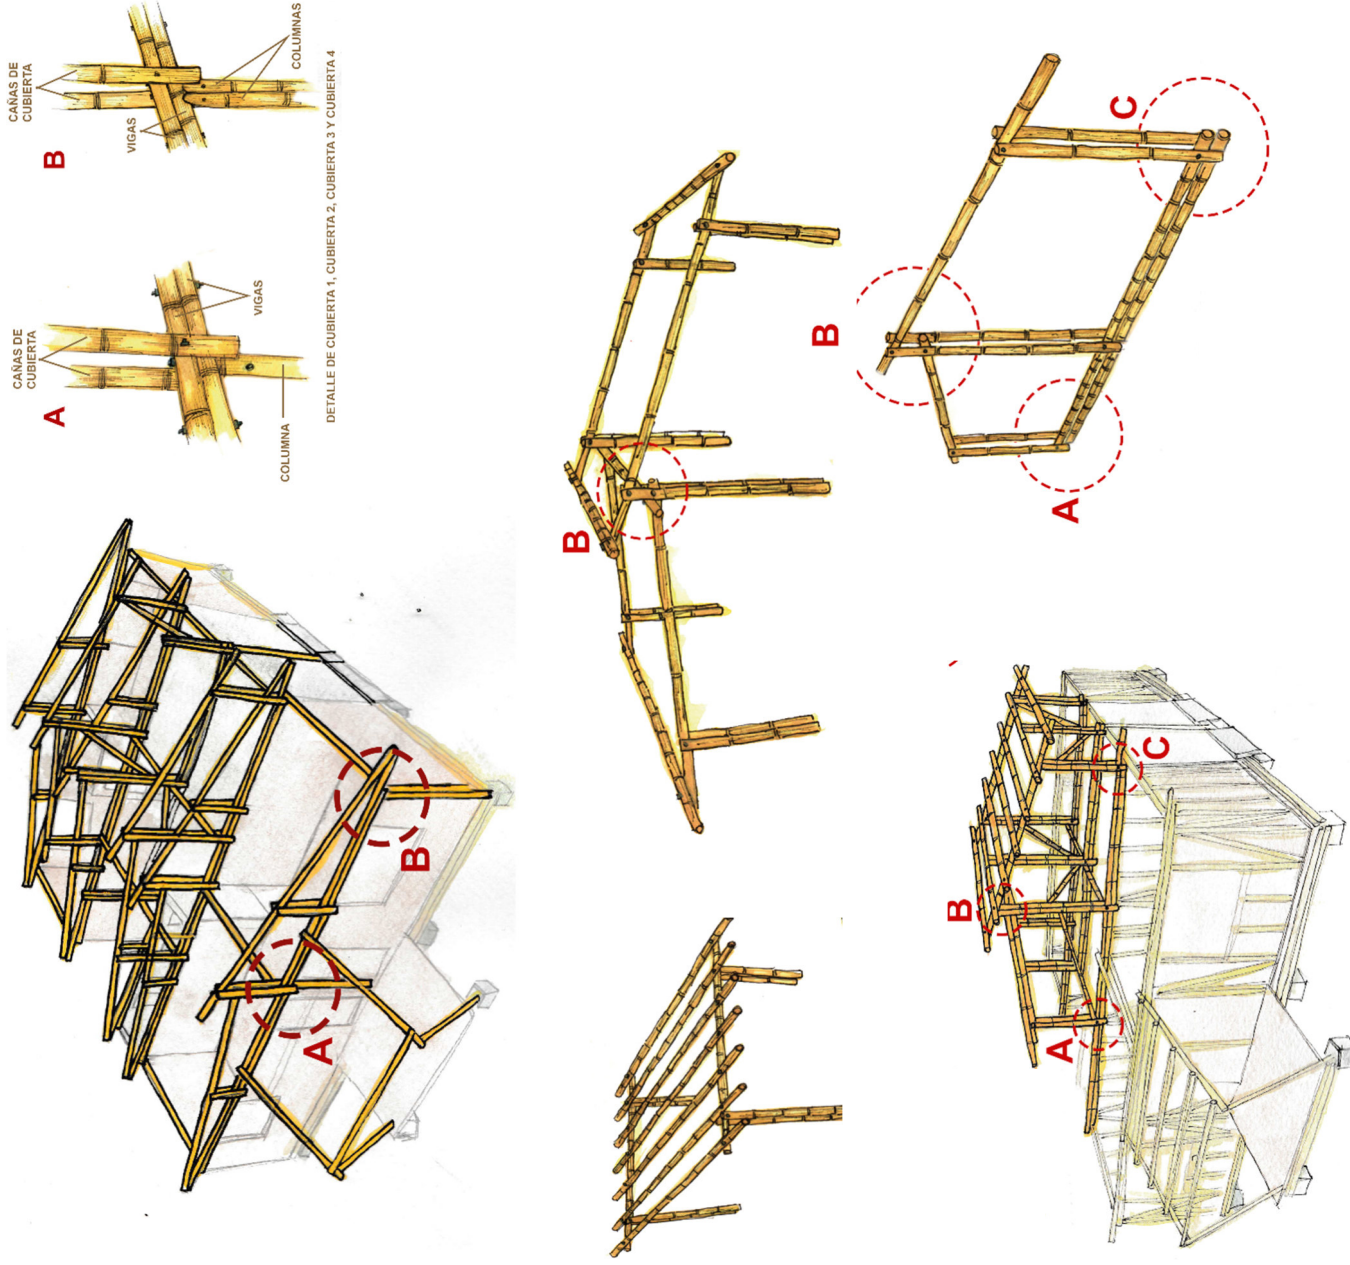 A
CAÑAS DE
CUBIERTA
VIGAS
COLUMNA
B
CAÑAS DE
CUBIERTA
VIGAS
COLUMNAS
DETALLE DE CUBIERTA 1, CUBIERTA 2, CUBIERTA 3 Y CUBIERTA 4
A
B
B
A
B
C
A
B
C